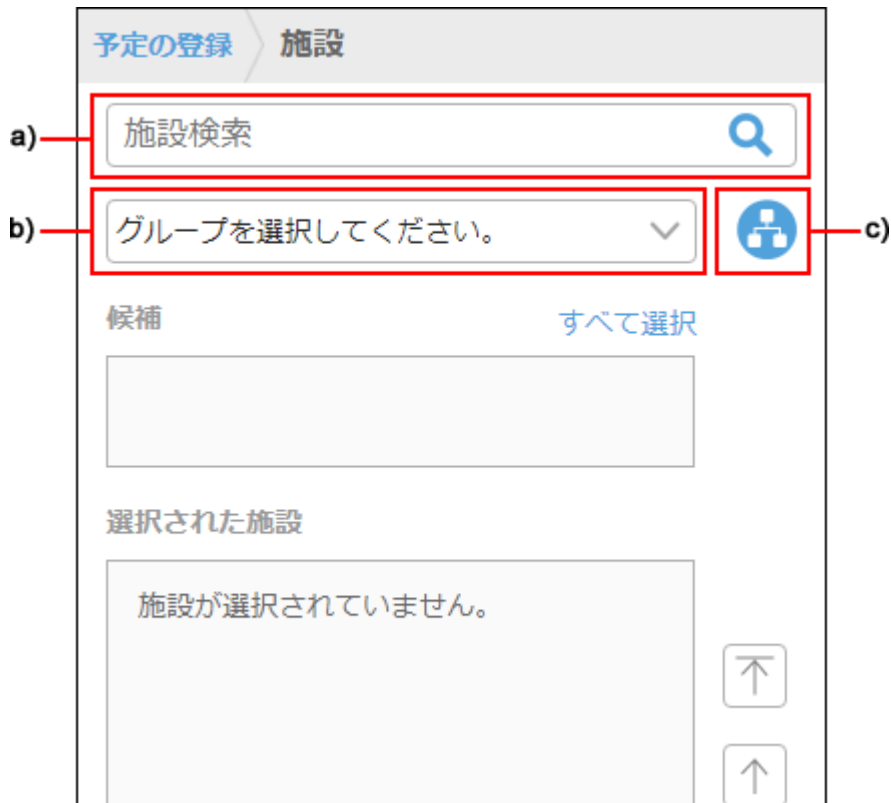 予定の登録 施設
a) 施設検索
b) グループを選択してください。 c)
候補 すべて選択
選択された施設
施設が選択されていません。